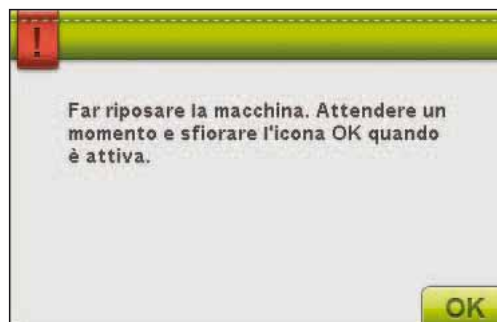 !
Far riposare la macchina. Attendere un
momento e sfiorare l'icona OK quando
è attiva.
OK